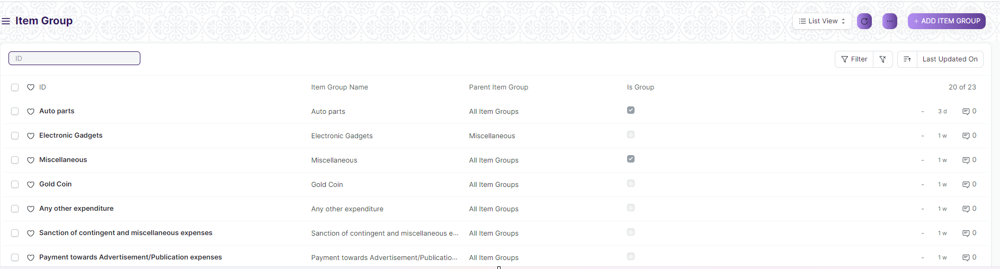 Item Group
List View
...
+ ADD ITEM GROUP
ID
Filter
Last Updated On
ID Item Group Name Parent Item Group Is Group 20 of 23
Auto parts Auto parts All Item Groups - 3 d 0
Electronic Gadgets Electronic Gadgets Miscellaneous - 1 w 0
Miscellaneous Miscellaneous All Item Groups - 1 w 0
Gold Coin Gold Coin All Item Groups - 1 w 0
Any other expenditure Any other expenditure All Item Groups - 1 w 0
Sanction of contingent and miscellaneous expenses Sanction of contingent and miscellaneous e... All Item Groups - 1 w 0
Payment towards Advertisement/Publication expenses Payment towards Advertisement/Publicatio... All Item Groups - 1 w 0